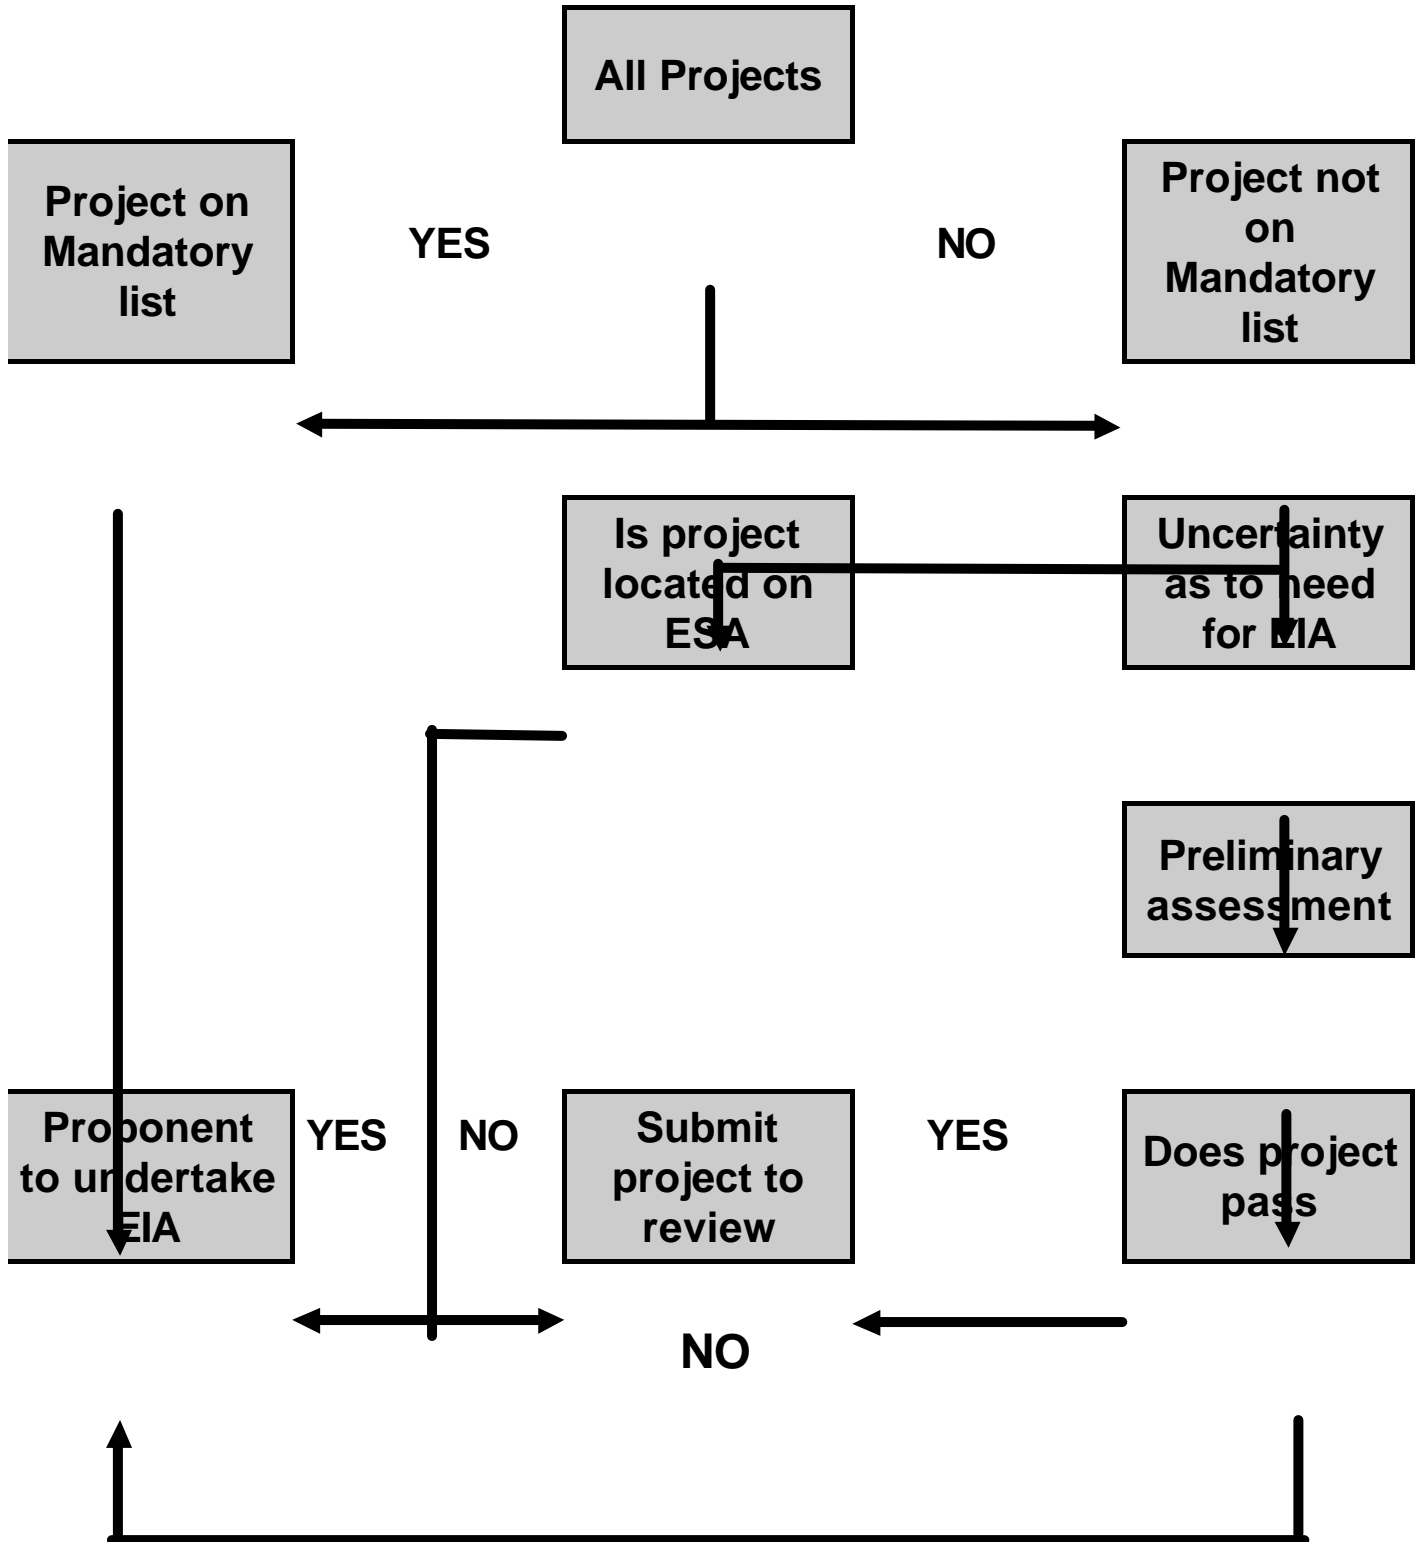 All Projects
Project on
Mandatory
list
YES
NO
Project not
on
Mandatory
list
Is project
located on
ESA
Uncertainty
as to need
for EIA
Preliminary
assessment
Proponent
to undertake
EIA
YES
NO
Submit
project to
review
YES
Does project
pass
NO